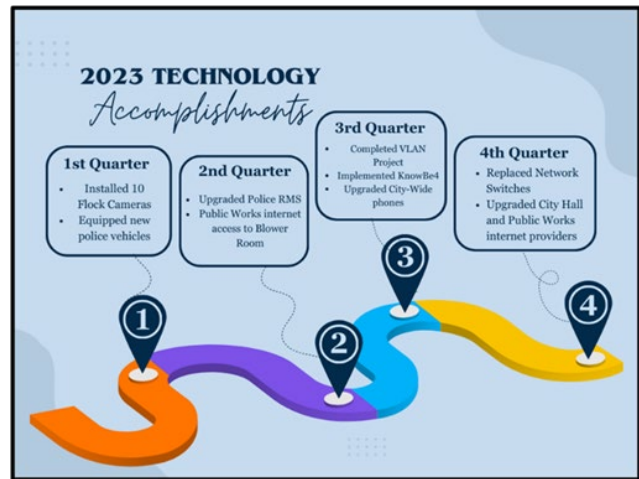 2023 TECHNOLOGY
Accomplishments
1st Quarter
• Installed 10
Flock Cameras
• Equipped new
police vehicles
2nd Quarter
• Upgraded Police RMS
• Public Works internet
access to Blower
Room
3rd Quarter
• Completed VLAN
Project
• Implemented KnowBe4
• Upgraded City-Wide
phones
4th Quarter
• Replaced Network
Switches
• Upgraded City Hall
and Public Works
internet providers
1
2
3
4